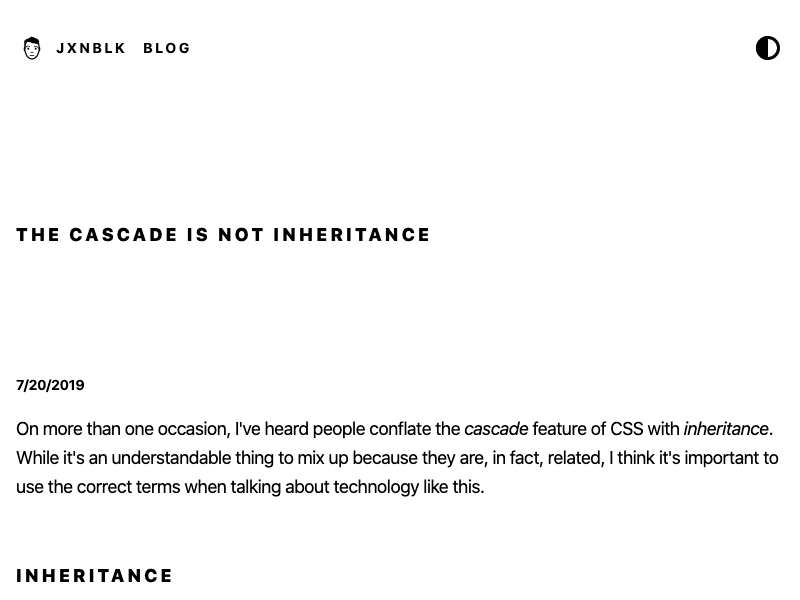 JXNBLK BLOG
THE CASCADE IS NOT INHERITANCE
7/20/2019
On more than one occasion, I've heard people conflate the cascade feature of CSS with inheritance.
While it's an understandable thing to mix up because they are, in fact, related, I think it's important to
use the correct terms when talking about technology like this.
INHERITANCE